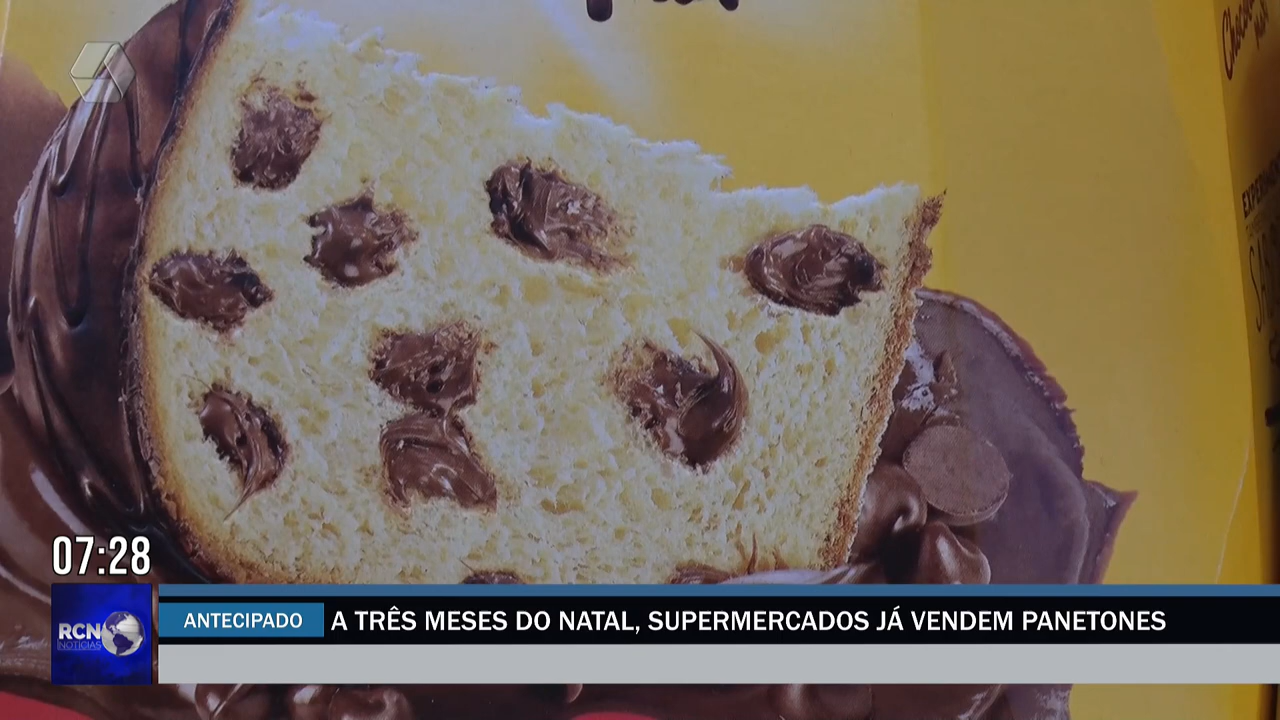 07:28
RCN
NOTÍCIAS
ANTECIPADO
A TRÊS MESES DO NATAL, SUPERMERCADOS JÁ VENDEM PANETONES